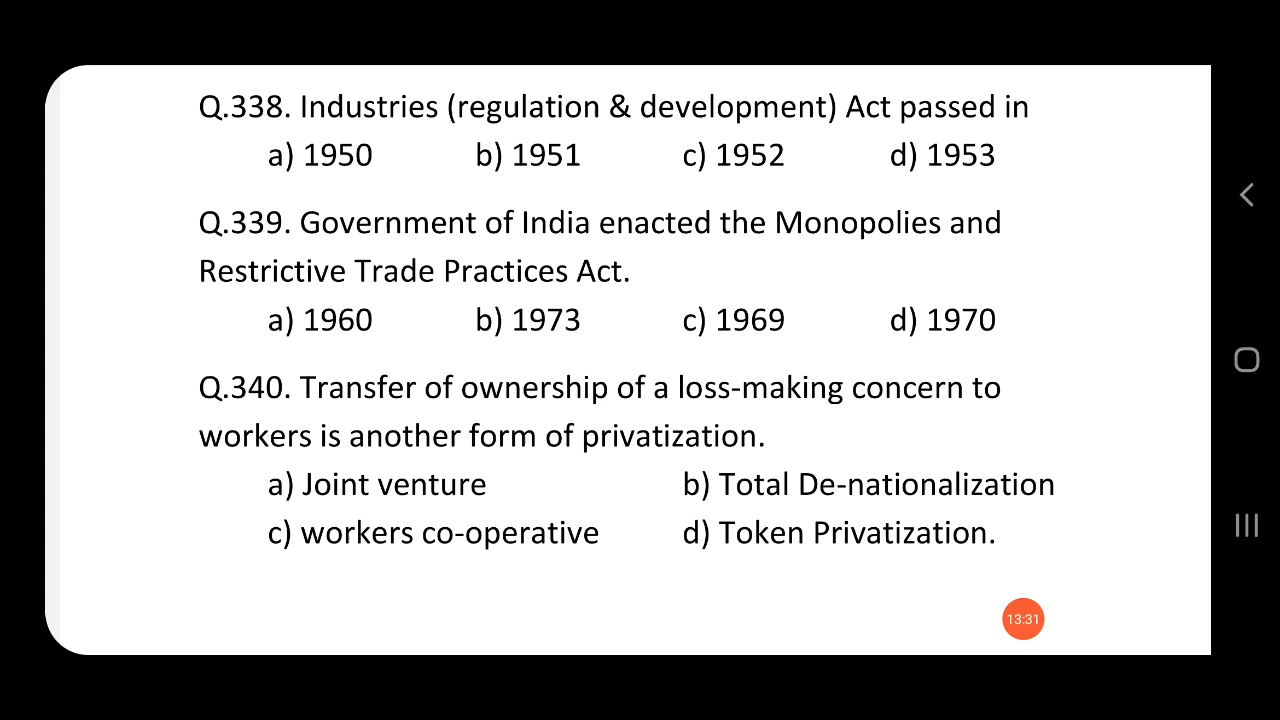 Q.338. Industries (regulation & development) Act passed in
a) 1950 b) 1951 c) 1952 d) 1953
Q.339. Government of India enacted the Monopolies and
Restrictive Trade Practices Act.
a) 1960 b) 1973 c) 1969 d) 1970
Q.340. Transfer of ownership of a loss-making concern to
workers is another form of privatization.
a) Joint venture b) Total De-nationalization
c) workers co-operative d) Token Privatization.
13:31